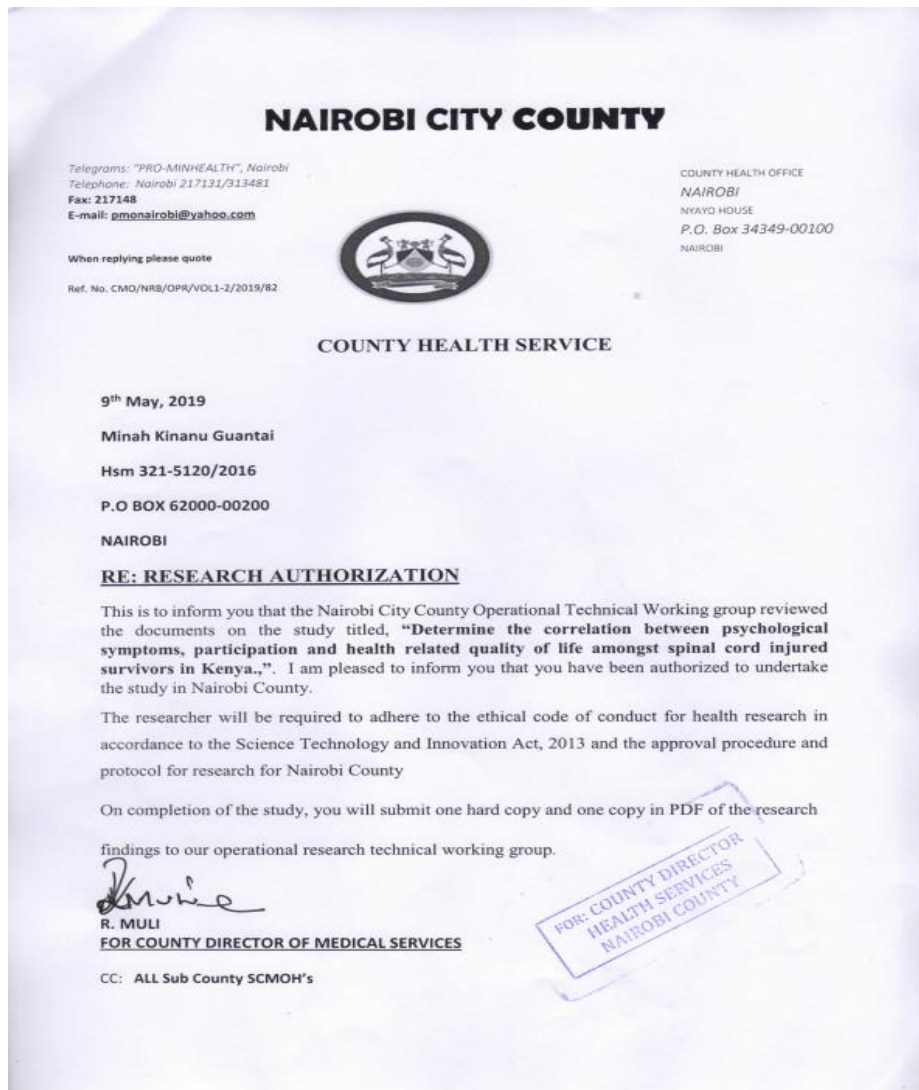 NAIROBI CITY COUNTY
Telegrams: "PRO-MINHEALTH", Nairobi
Telephone: Nairobi 217131/313481
Fax: 217148
E-mail: pmonairobi@yahoo.com
When replying please quote
Ref. No. CMO/NRB/OPR/VOL1-2/2019/82
COUNTY HEALTH OFFICE
NAIROBI
NYAYO HOUSE
P.O. Box 34349-00100
NAIROBI
COUNTY HEALTH SERVICE
9th May, 2019
Minah Kinanu Guantai
Hsm 321-5120/2016
P.O BOX 62000-00200
NAIROBI
RE: RESEARCH AUTHORIZATION
This is to inform you that the Nairobi City County Operational Technical Working group reviewed
the documents on the study titled, “Determine the correlation between psychological
symptoms, participation and health related quality of life amongst spinal cord injured
survivors in Kenya.,”. I am pleased to inform you that you have been authorized to undertake
the study in Nairobi County.
The researcher will be required to adhere to the ethical code of conduct for health research in
accordance to the Science Technology and Innovation Act, 2013 and the approval procedure and
protocol for research for Nairobi County
On completion of the study, you will submit one hard copy and one copy in PDF of the research
findings to our operational research technical working group.
R. MULI
FOR COUNTY DIRECTOR OF MEDICAL SERVICES
CC: ALL Sub County SCMOH's
FOR: COUNTY DIRECTOR
HEALTH SERVICES
NAIROBI COUNTY